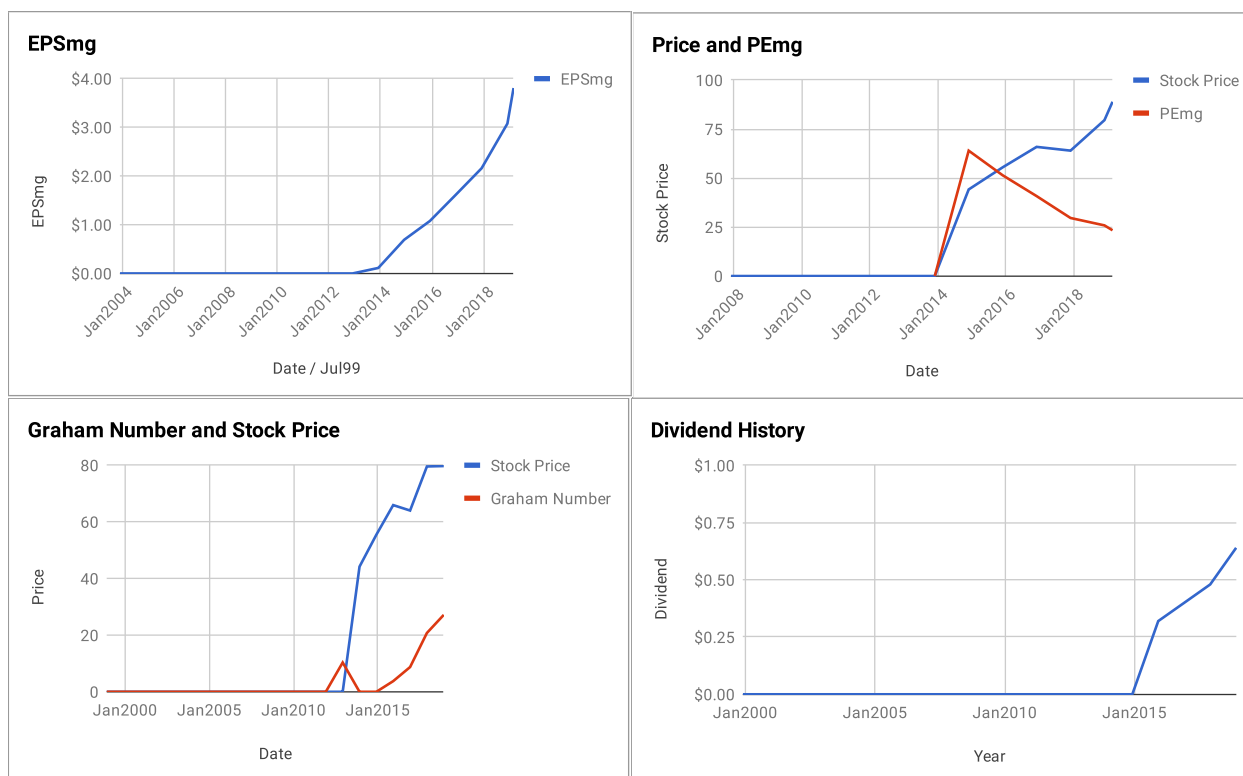 EPSmg
$4.00
$3.00
$2.00
$1.00
$0.00
EPSmg
EPSmg
Jan2004
Jan2006
Jan2008
Jan2010
Jan2012
Jan2014
Jan2016
Jan2018
Date / Jul99
Price and PEmg
100
75
50
25
0
Stock Price
Stock Price
PEmg
Jan2008
Jan2010
Jan2012
Jan2014
Jan2016
Jan2018
Date
Graham Number and Stock Price
80
60
40
20
0
Price
Stock Price
Graham Number
Jan2000 Jan2005 Jan2010 Jan2015
Date
Dividend History
$1.00
$0.75
$0.50
$0.25
$0.00
Dividend
Jan2000 Jan2005 Jan2010 Jan2015
Year